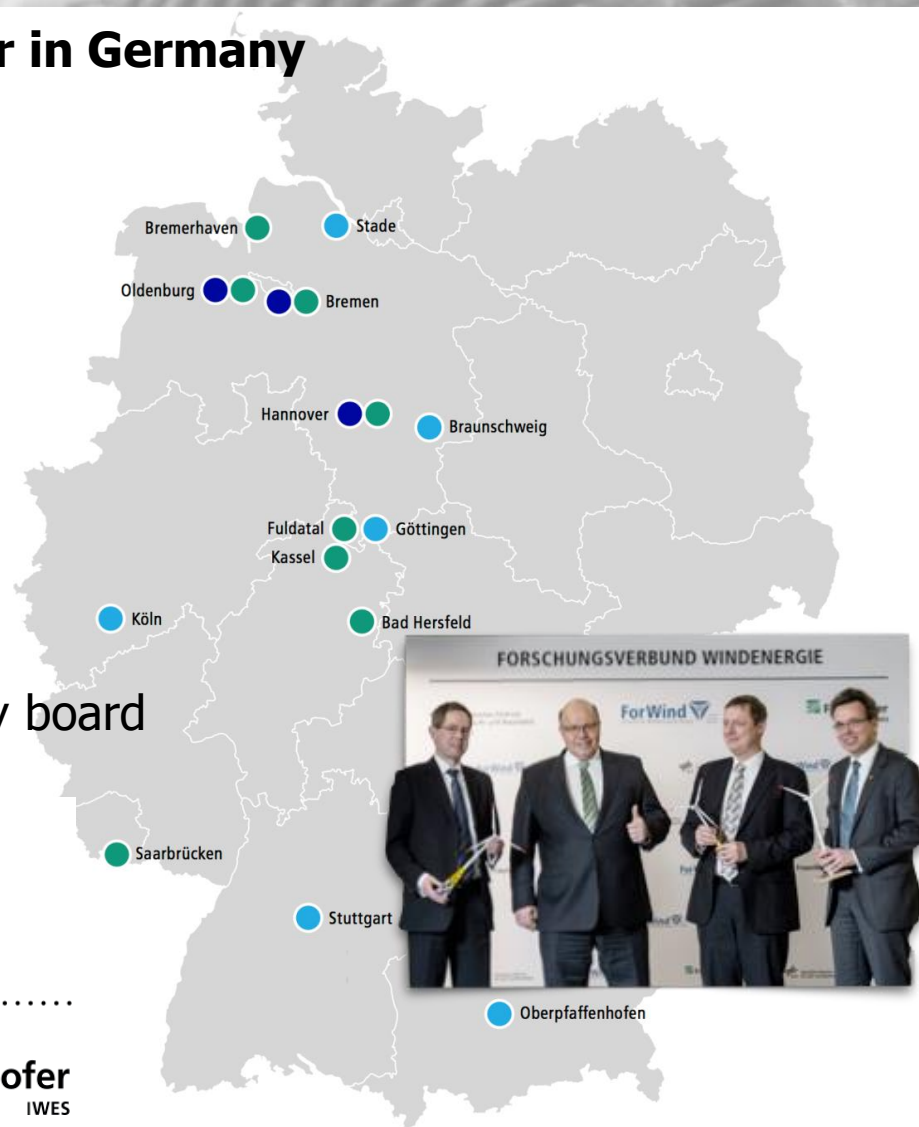 r in Germany
Bremerhaven
Stade
Oldenburg
Bremen
Hannover
Braunschweig
Fuldatal
Göttingen
Kassel
Köln
Bad Hersfeld
FORSCHUNGSVERBUND WINDENERGIE
ForWind
y board
Saarbrücken
Stuttgart
......
Oberpfaffenhofen
ofer
IWES